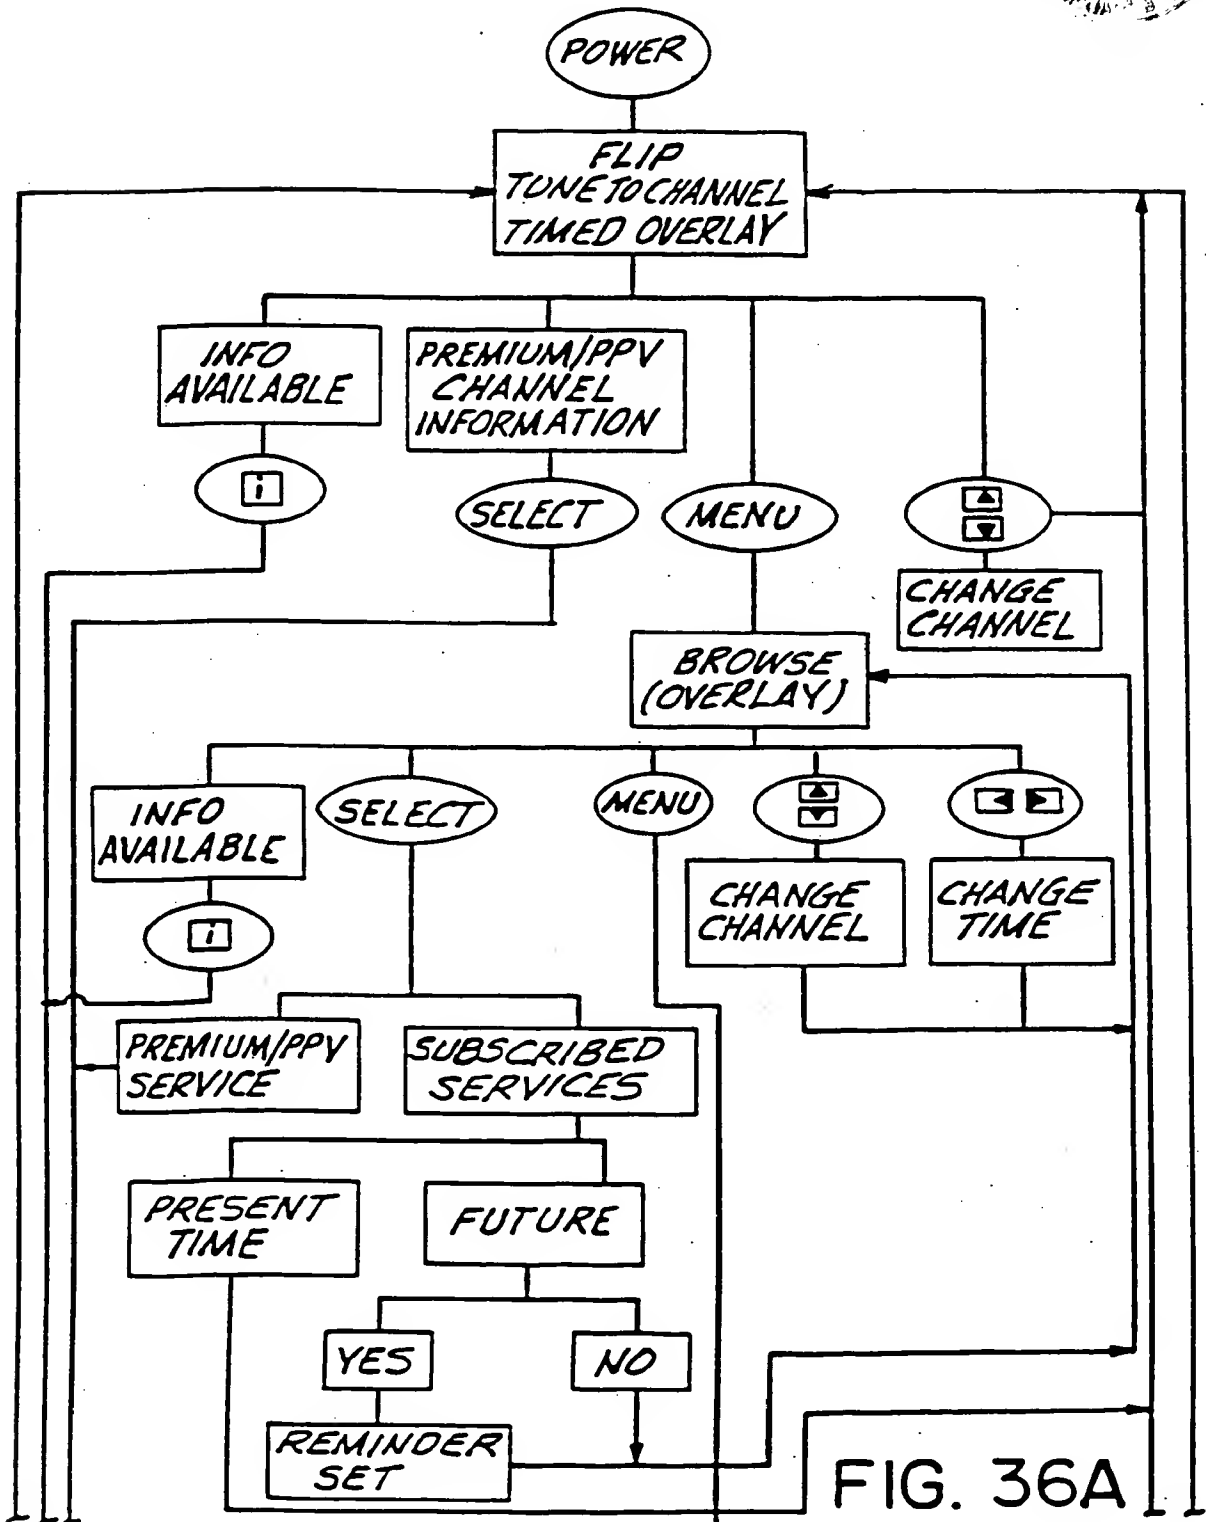 POWER
FLIP
TUNE TO CHANNEL
TIMED OVERLAY
INFO
AVAILABLE
PREMIUM/PPV
CHANNEL
INFORMATION
i
SELECT
MENU
CHANGE
CHANNEL
BROWSE
(OVERLAY)
INFO
AVAILABLE
SELECT
MENU
CHANGE
CHANNEL
CHANGE
TIME
i
PREMIUM/PPV
SERVICE
SUBSCRIBED
SERVICES
PRESENT
TIME
FUTURE
YES
NO
REMINDER
SET
FIG. 36A